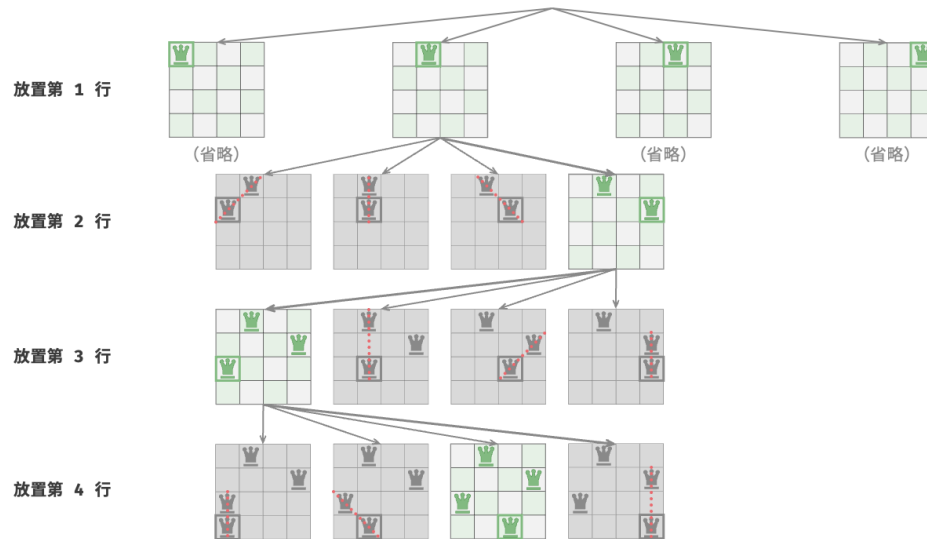 放置第 1 行
（省略）
（省略）
（省略）
放置第 2 行
放置第 3 行
放置第 4 行